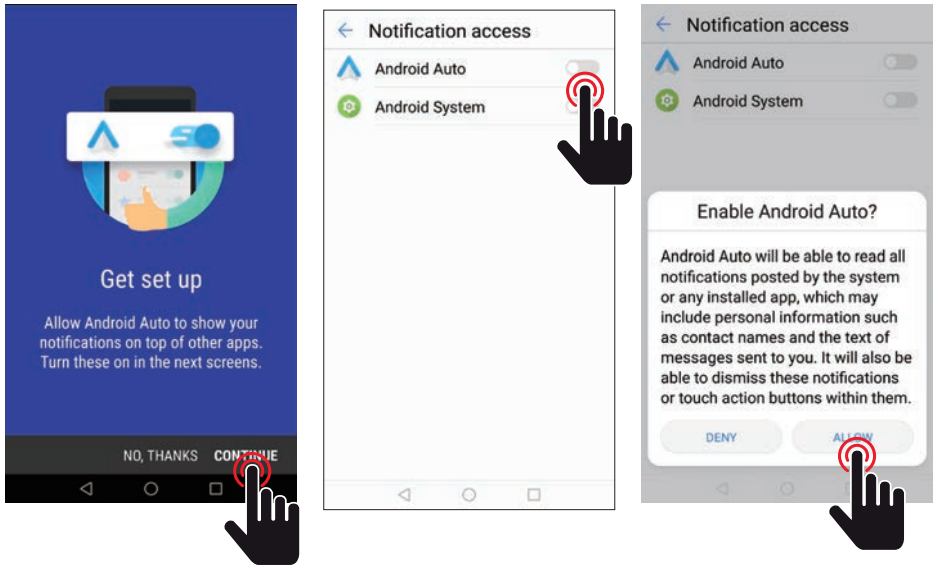 Get set up
Allow Android Auto to show your
notifications on top of other apps.
Turn these on in the next screens.
NO, THANKS CONTINUE
Notification access
Android Auto
Android System
Notification access
Android Auto
Android System
Enable Android Auto?
Android Auto will be able to read all
notifications posted by the system
or any installed app, which may
include personal information such
as contact names and the text of
messages sent to you. It will also be
able to dismiss these notifications
or touch action buttons within them.
DENY ALLOW